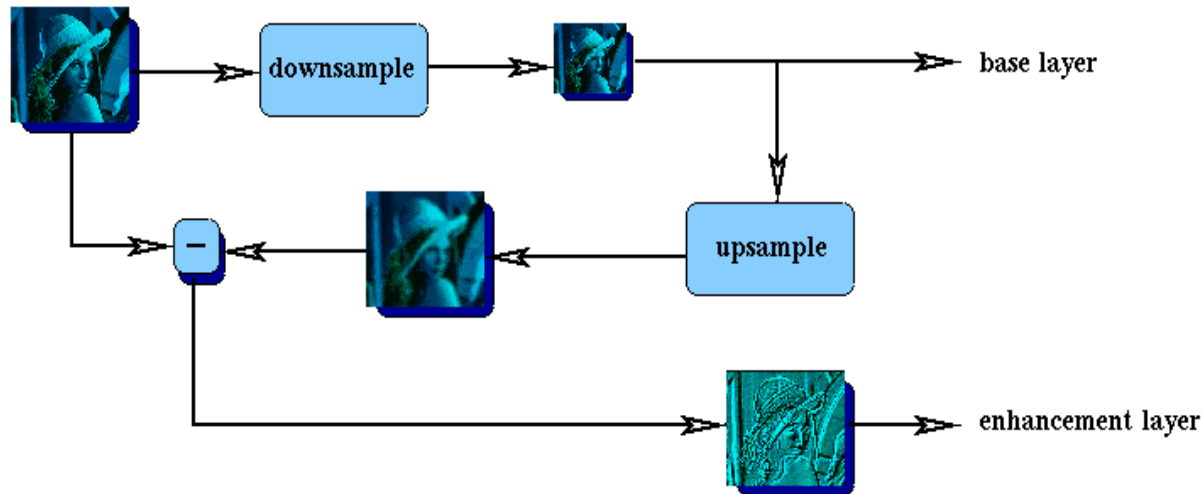 downsample
base layer
−
upsample
enhancement layer